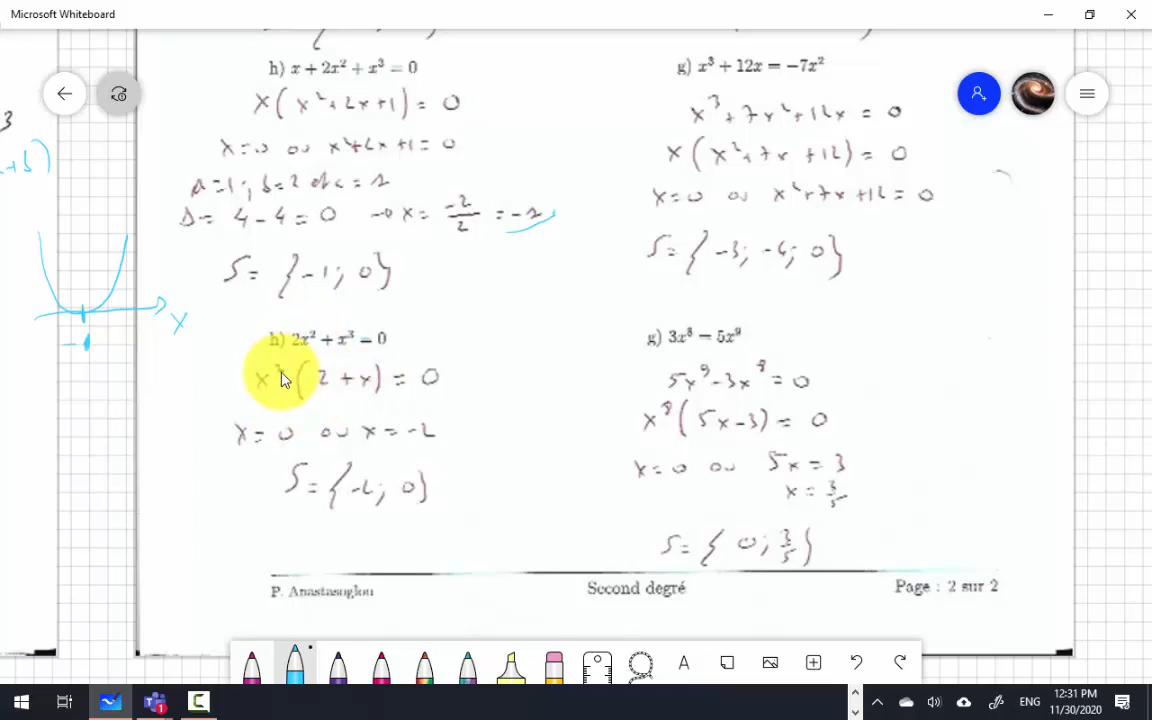 Microsoft Whiteboard
h) x + 2x² + x³ = 0
x(x²+2x+1) = 0
x=0 ou x²+2x+1=0
a=1; b=2 et c=1
Δ= 4-4=0 → x= -2/2 = -1
S= {-1; 0}
g) x³ + 12x = −7x²
x³+7x²+12x = 0
x(x²+7x+12) = 0
x=0 ou x²+7x+12=0
S= {-3; -4; 0}
3
+b)
x
-1
h) 2x² + x³ = 0
x²(2+x) = 0
x=0 ou x=-2
S={-2; 0}
g) 3x⁸ = 5x⁹
5x⁹-3x⁸=0
x⁸(5x-3)=0
x=0 ou 5x=3
x=3/5
S={0; 3/5}
P. Anastasoglou Second degré Page : 2 sur 2
A
ENG
12:31 PM
11/30/2020